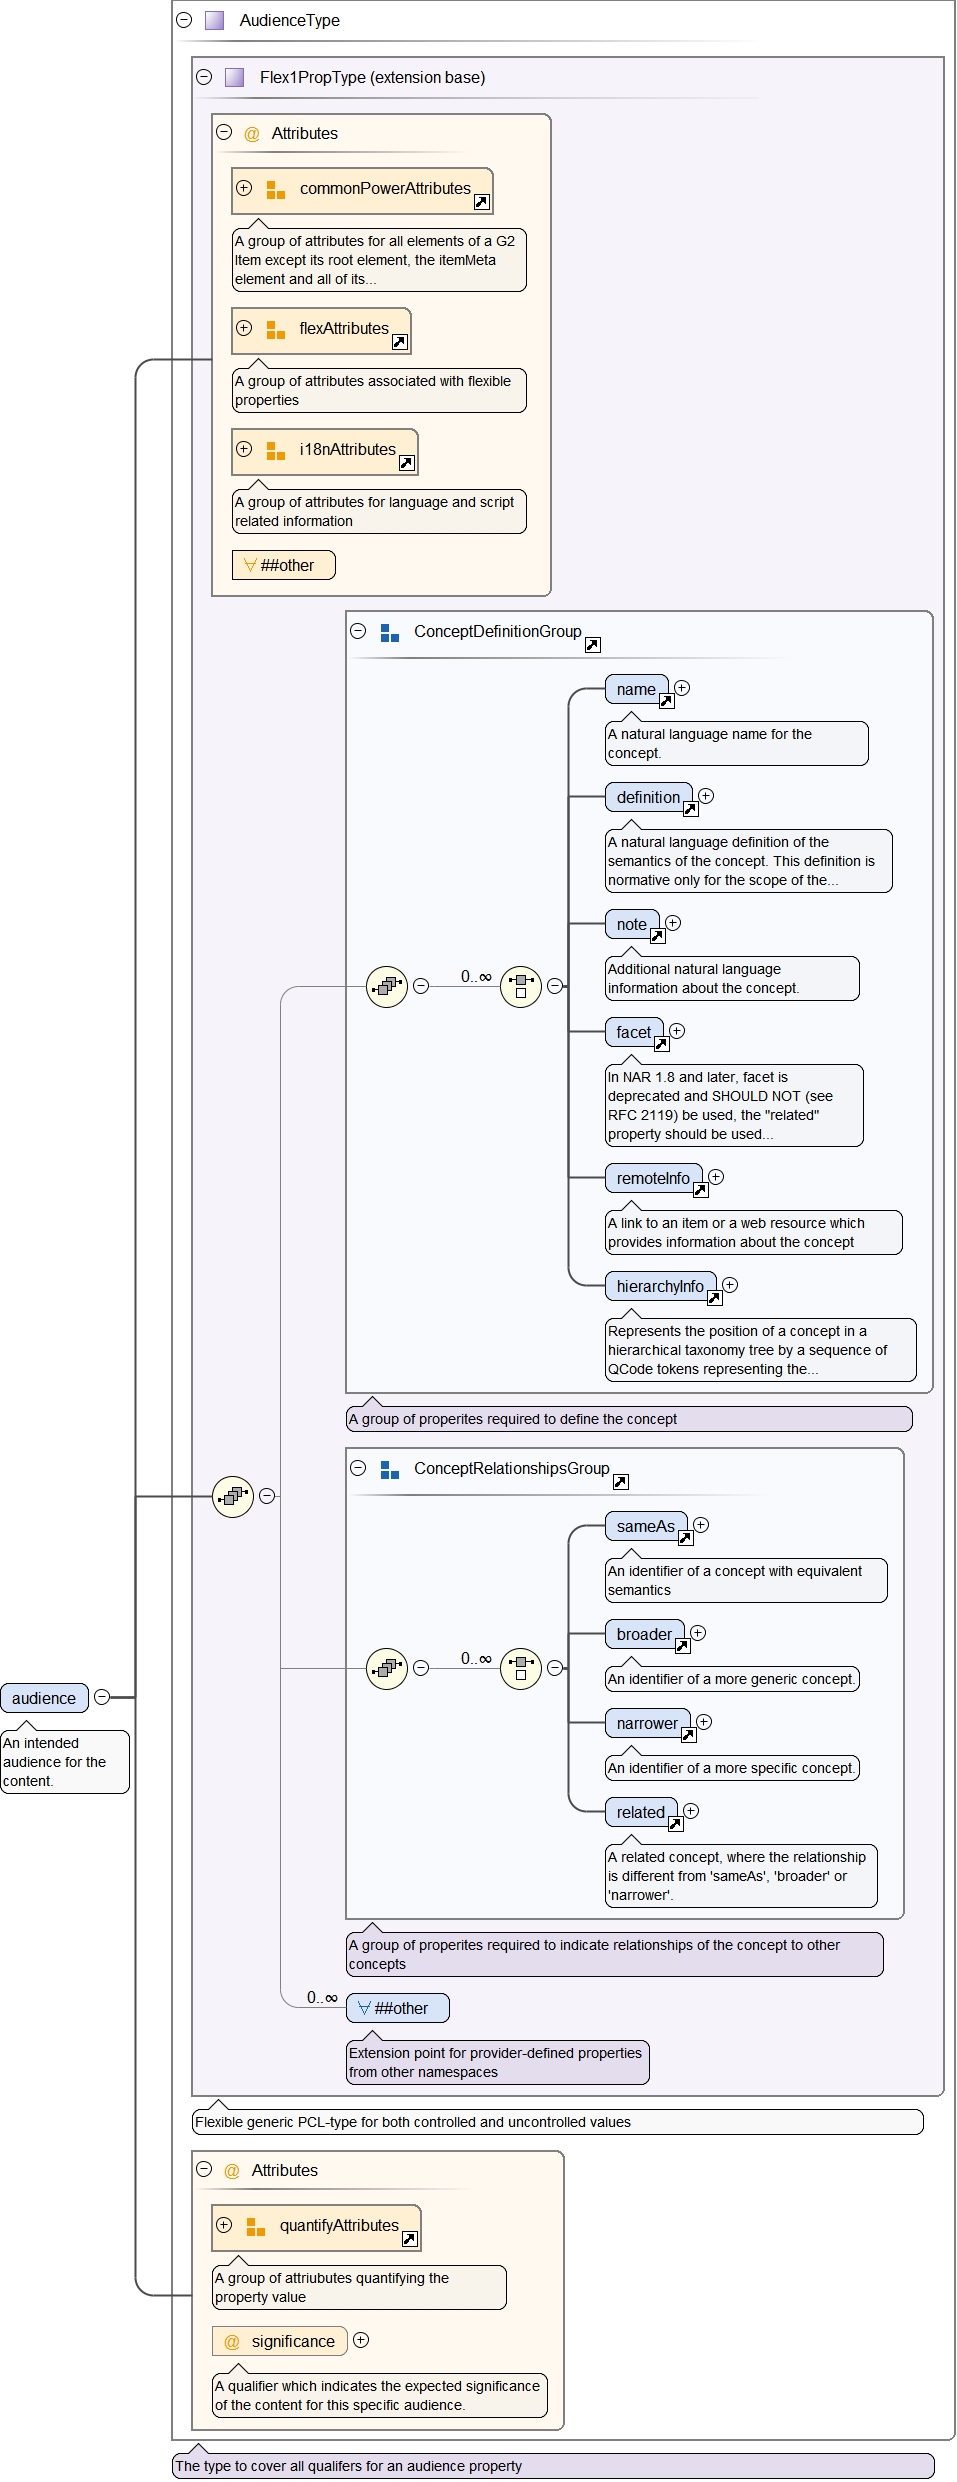 AudienceType
Flex1PropType (extension base)
@ Attributes
commonPowerAttributes
A group of attributes for all elements of a G2
Item except its root element, the itemMeta
element and all of its...
flexAttributes
A group of attributes associated with flexible
properties
i18nAttributes
A group of attributes for language and script
related information
∀ ##other
ConceptDefinitionGroup
name
A natural language name for the
concept.
definition
A natural language definition of the
semantics of the concept. This definition is
normative only for the scope of the...
note
0..∞
Additional natural language
information about the concept.
facet
In NAR 1.8 and later, facet is
deprecated and SHOULD NOT (see
RFC 2119) be used, the "related"
property should be used...
remoteInfo
A link to an item or a web resource which
provides information about the concept
hierarchyInfo
Represents the position of a concept in a
hierarchical taxonomy tree by a sequence of
QCode tokens representing the...
A group of properites required to define the concept
ConceptRelationshipsGroup
sameAs
An identifier of a concept with equivalent
semantics
broader
0..∞
An identifier of a more generic concept.
audience
An intended
audience for the
content.
narrower
An identifier of a more specific concept.
related
A related concept, where the relationship
is different from 'sameAs', 'broader' or
'narrower'.
A group of properites required to indicate relationships of the concept to other
concepts
0..∞
∀ ##other
Extension point for provider-defined properties
from other namespaces
Flexible generic PCL-type for both controlled and uncontrolled values
@ Attributes
quantifyAttributes
A group of attriubutes quantifying the
property value
@ significance
A qualifier which indicates the expected significance
of the content for this specific audience.
The type to cover all qualifers for an audience property